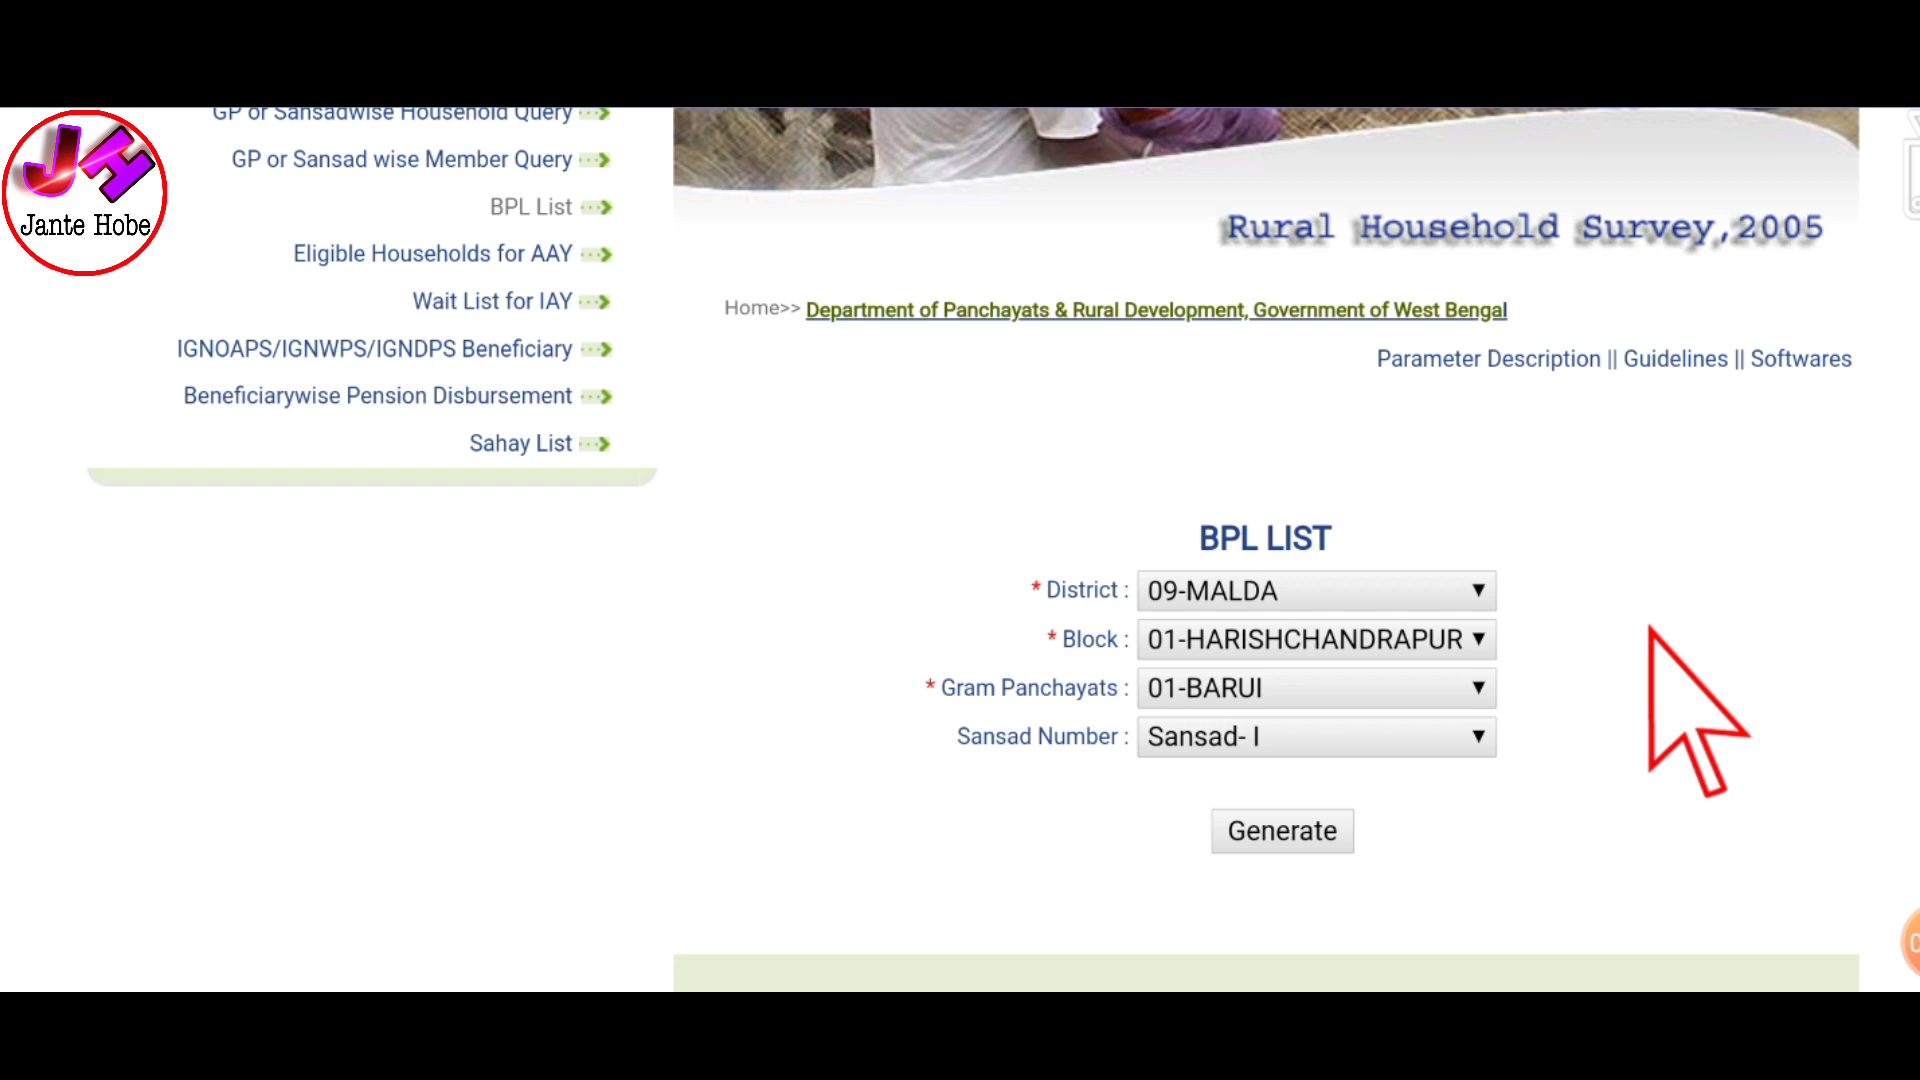 JH
Jante Hobe
GP or Sansadwise Household Query
GP or Sansad wise Member Query
BPL List
Eligible Households for AAY
Wait List for IAY
IGNOAPS/IGNWPS/IGNDPS Beneficiary
Beneficiarywise Pension Disbursement
Sahay List
Rural Household Survey,2005
Home>> Department of Panchayats & Rural Development, Government of West Bengal
Parameter Description || Guidelines || Softwares
BPL LIST
* District : 09-MALDA
* Block : 01-HARISHCHANDRAPUR
* Gram Panchayats : 01-BARUI
Sansad Number : Sansad- I
Generate